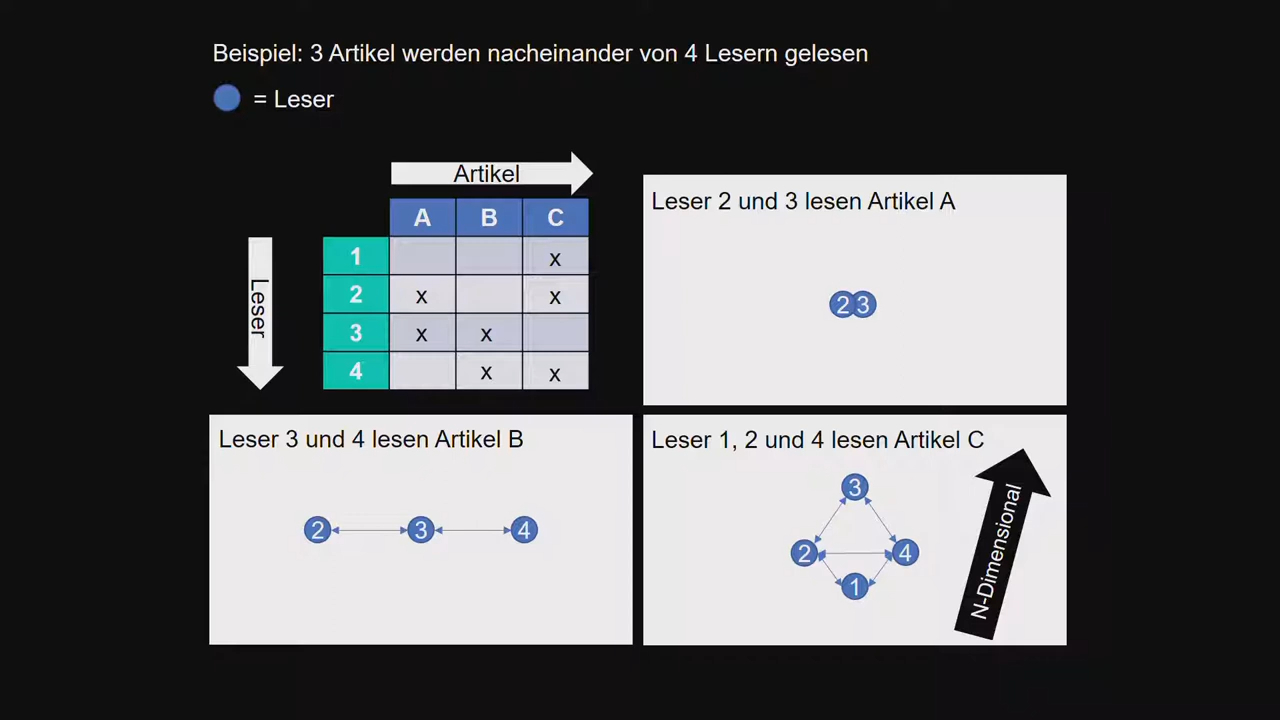 Beispiel: 3 Artikel werden nacheinander von 4 Lesern gelesen
= Leser
Artikel
A B C
Leser
1 x
2 x x
3 x x
4 x x
Leser 2 und 3 lesen Artikel A
2 3
Leser 3 und 4 lesen Artikel B
2 3 4
Leser 1, 2 und 4 lesen Artikel C
3
2 4
1
N-Dimensional